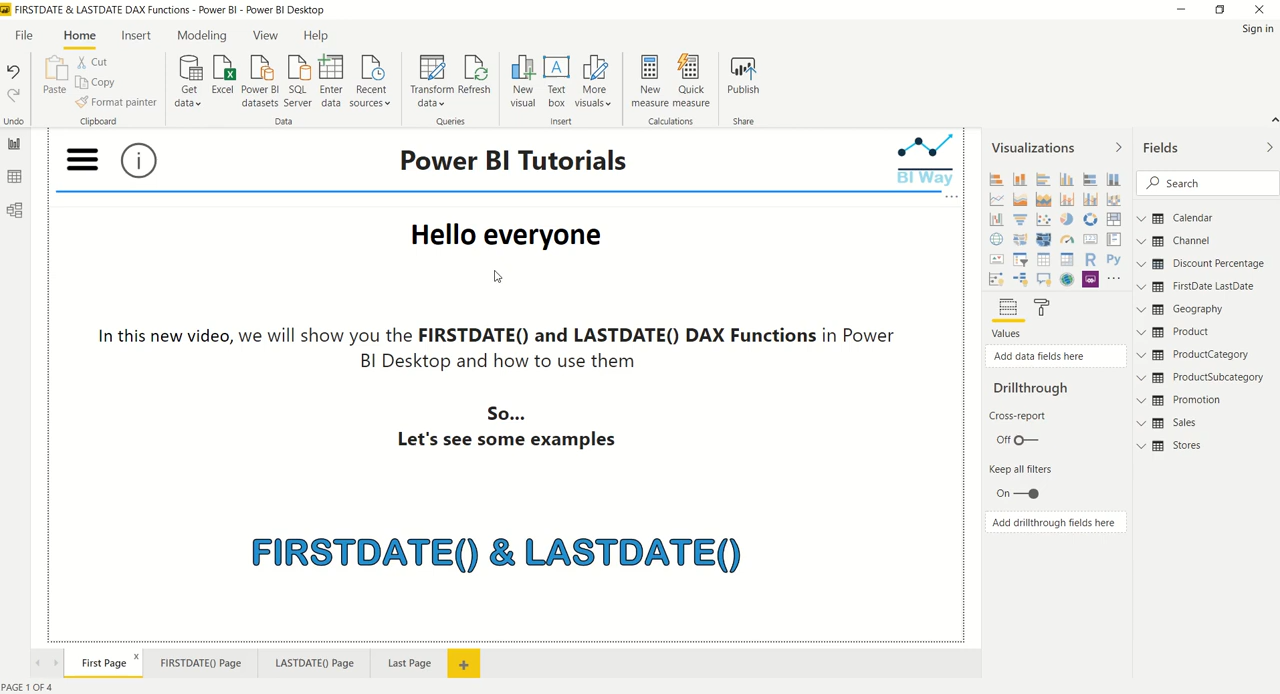 FIRSTDATE & LASTDATE DAX Functions - Power BI - Power BI Desktop
File
Home
Insert
Modeling
View
Help
Sign in
Paste
Cut
Copy
Format painter
Get data
Excel
Power BI datasets
SQL Server
Enter data
Recent sources
Transform data
Refresh
New visual
Text box
More visuals
New measure
Quick measure
Publish
Undo
Clipboard
Data
Queries
Insert
Calculations
Share
Power BI Tutorials
BI Way
Hello everyone
In this new video, we will show you the FIRSTDATE() and LASTDATE() DAX Functions in Power
BI Desktop and how to use them
So...
Let's see some examples
FIRSTDATE() & LASTDATE()
Visualizations
R
Py
Values
Add data fields here
Drillthrough
Cross-report
Off
Keep all filters
On
Add drillthrough fields here
Fields
Search
Calendar
Channel
Discount Percentage
FirstDate LastDate
Geography
Product
ProductCategory
ProductSubcategory
Promotion
Sales
Stores
First Page
x
FIRSTDATE() Page
LASTDATE() Page
Last Page
+
PAGE 1 OF 4